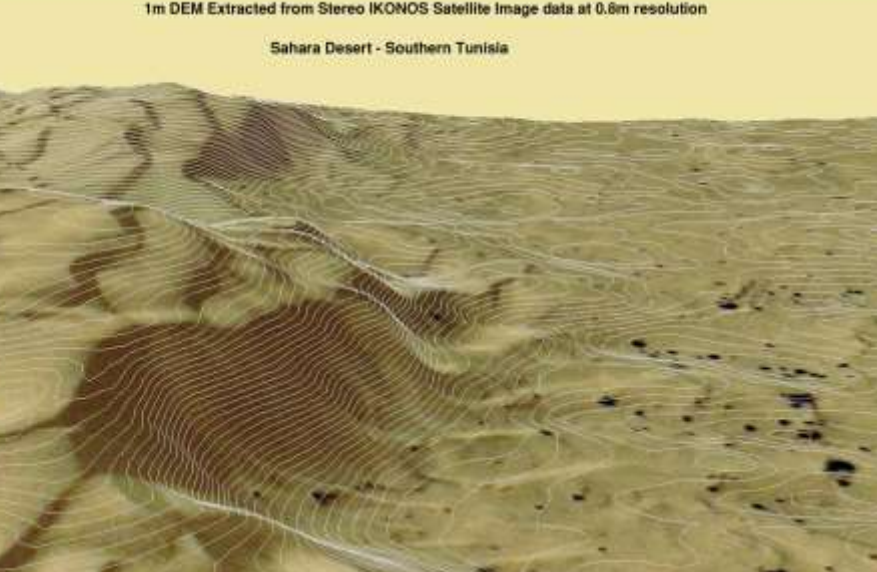 1m DEM Extracted from Stereo IKONOS Satellite Image data at 0.8m resolution
Sahara Desert - Southern Tunisia